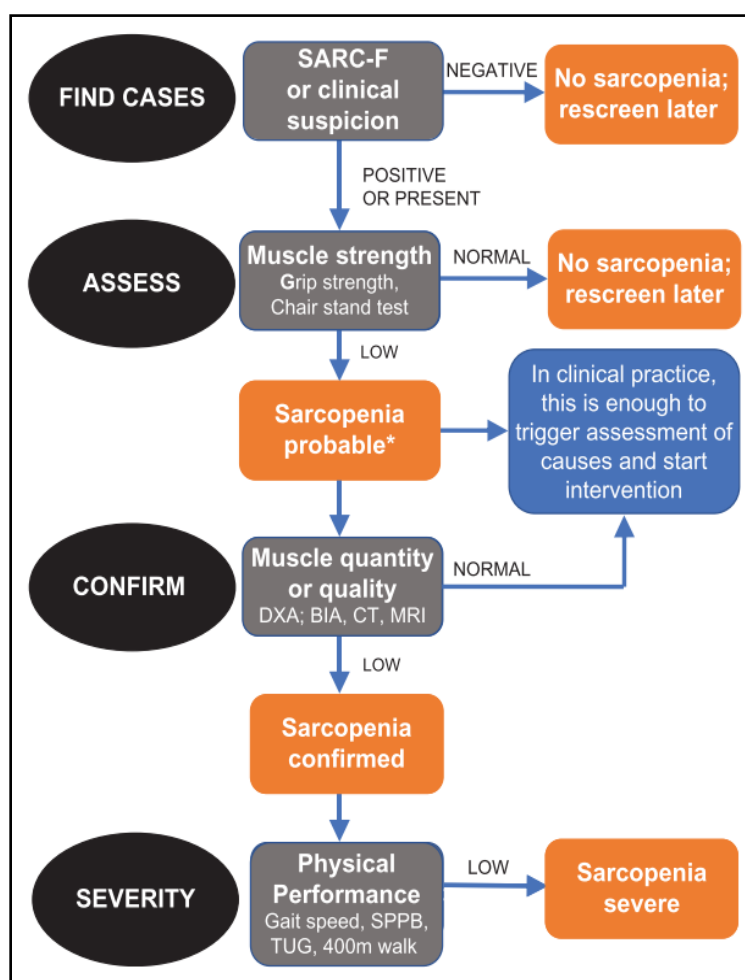 FIND CASES
SARC-F
or clinical
suspicion
NEGATIVE
No sarcopenia;
rescreen later
POSITIVE
OR PRESENT
ASSESS
Muscle strength
Grip strength,
Chair stand test
NORMAL
No sarcopenia;
rescreen later
LOW
Sarcopenia
probable*
In clinical practice,
this is enough to
trigger assessment of
causes and start
intervention
CONFIRM
Muscle quantity
or quality
DXA; BIA, CT, MRI
NORMAL
LOW
Sarcopenia
confirmed
SEVERITY
Physical
Performance
Gait speed, SPPB,
TUG, 400m walk
LOW
Sarcopenia
severe